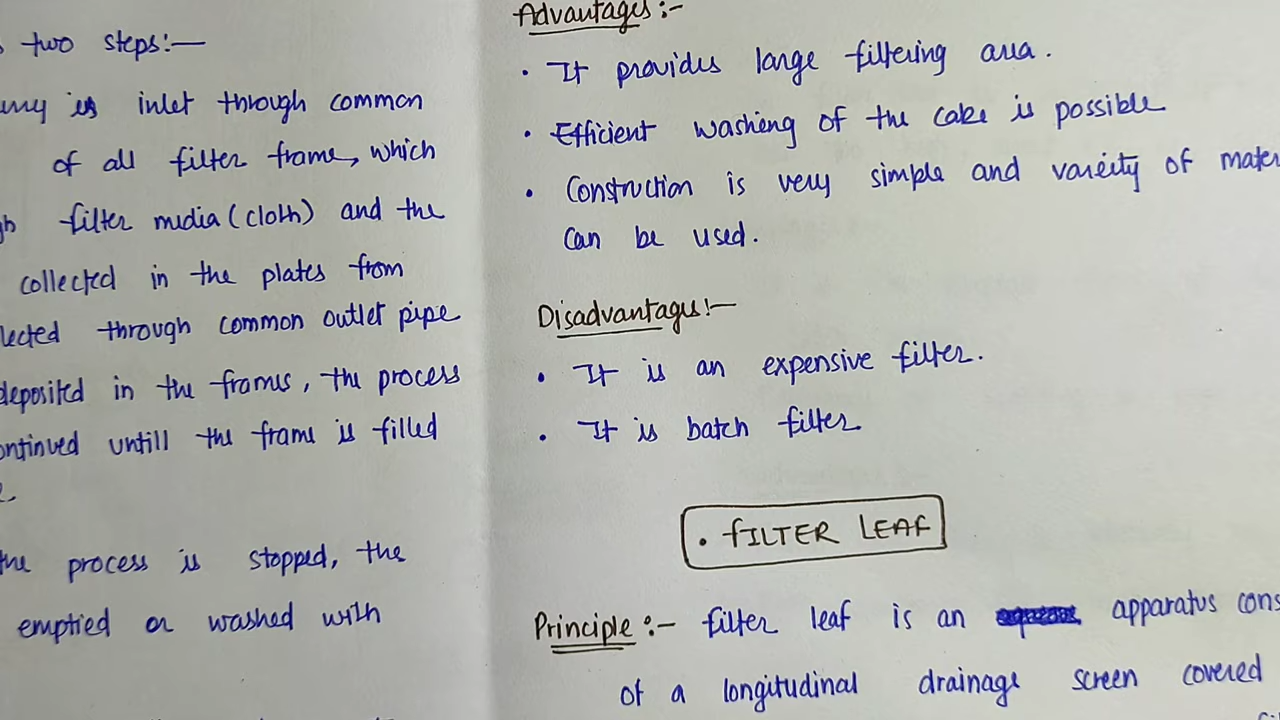 two steps:—
is inlet through common
of all filter frame, which
filter media (cloth) and the
collected in the plates from
through common outlet pipe
deposited in the frames, the process
untill the frame is filled
the process is stopped, the
emptied or washed with
Advantages:-
· It provides large filtering area.
· Efficient washing of the cake is possible
· Construction is very simple and vareity of mater
can be used.
Disadvantages:—
· It is an expensive filter.
· It is batch filter
· FILTER LEAF
Principle:— filter leaf is an apparatus cons
of a longitudinal drainage screen covered